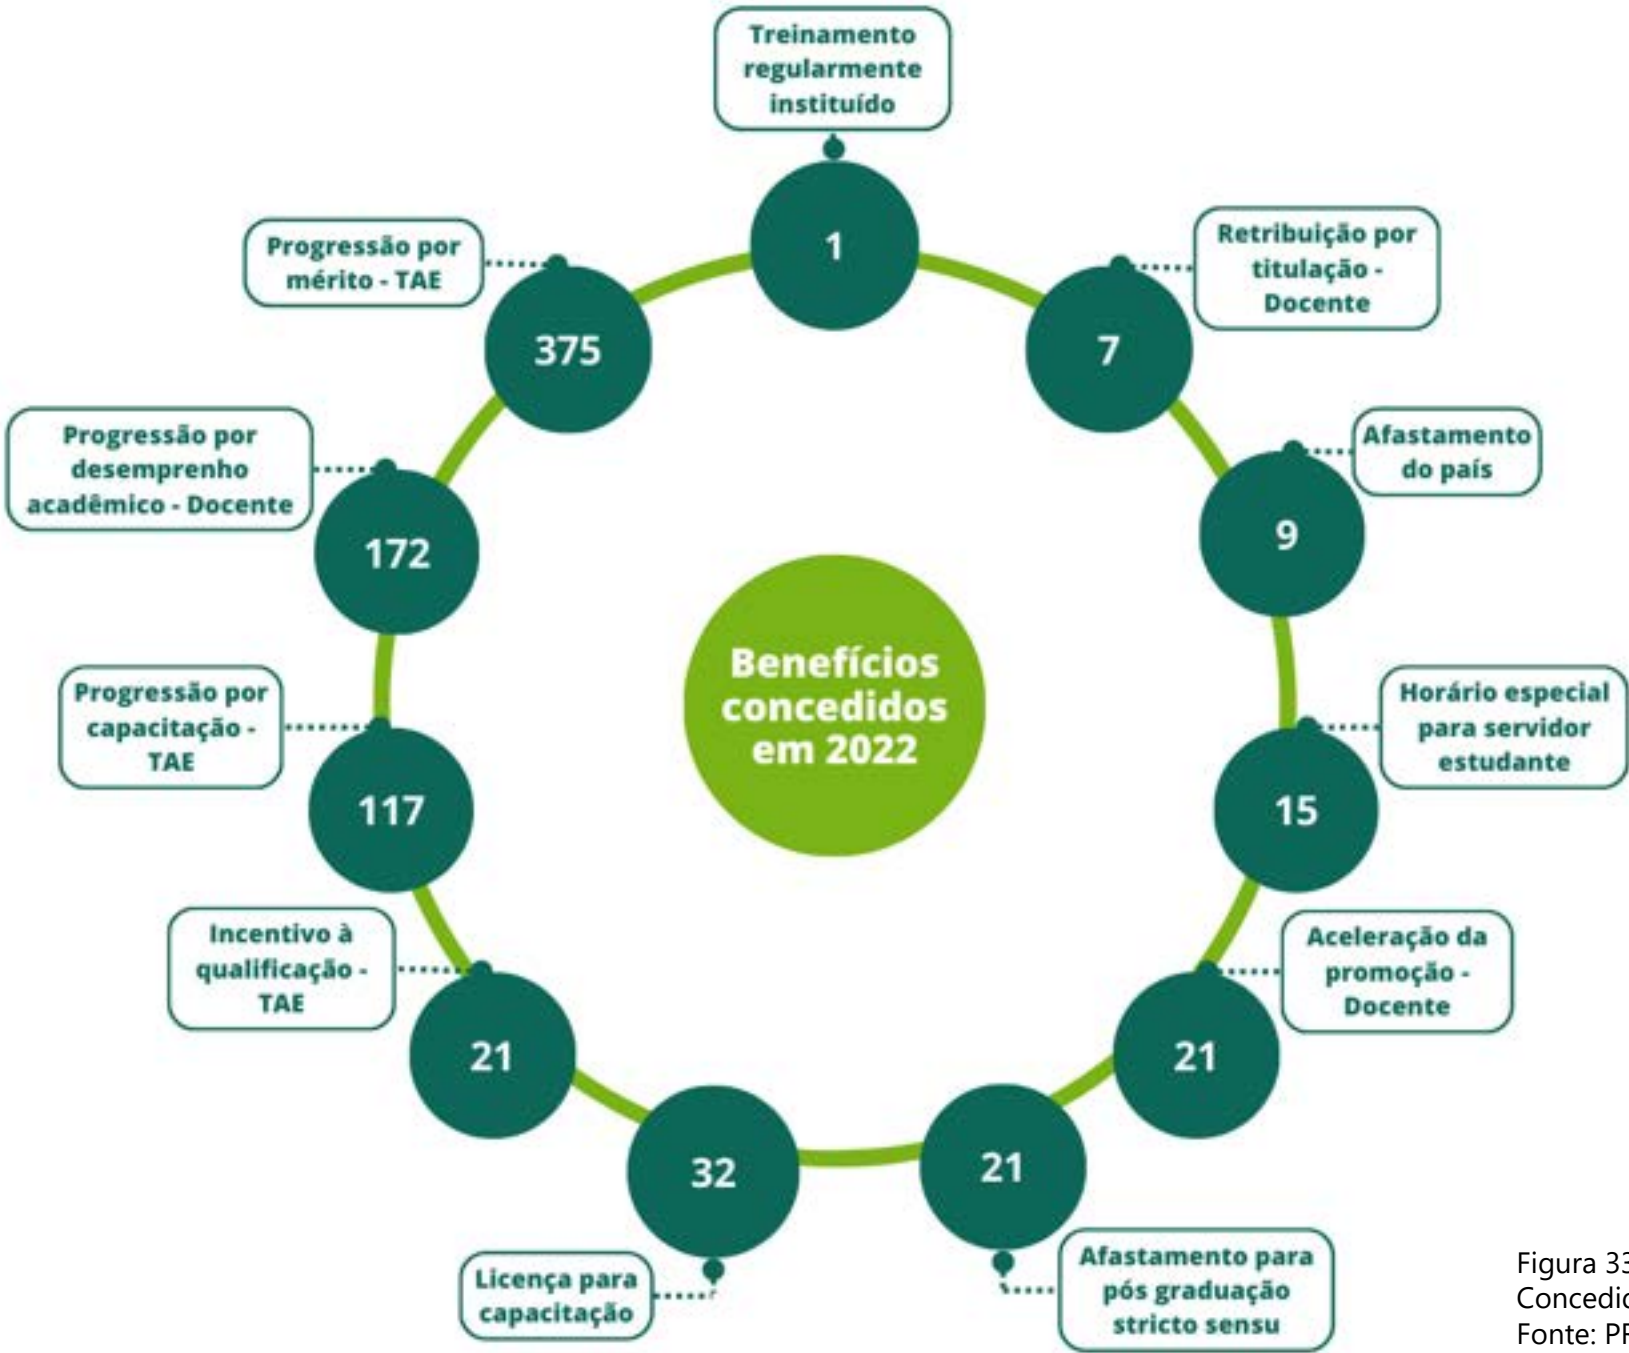 Treinamento
regularmente
instituído
1
Retribuição por
titulação -
Docente
7
Afastamento
do país
9
Horário especial
para servidor
estudante
15
Aceleração da
promoção -
Docente
21
Afastamento para
pós graduação
stricto sensu
21
Licença para
capacitação
32
Incentivo à
qualificação -
TAE
21
Progressão por
capacitação -
TAE
117
Progressão por
desemprenho
acadêmico - Docente
172
Progressão por
mérito - TAE
375
Benefícios
concedidos
em 2022
Figura 33
Fonte: